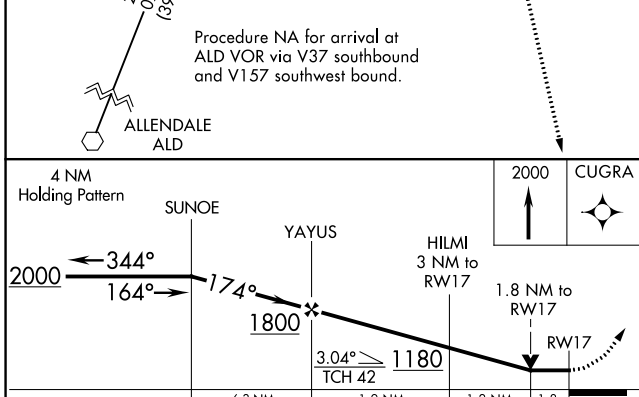 Procedure NA for arrival at
ALD VOR via V37 southbound
and V157 southwest bound.
ALLENDALE
ALD
4 NM
Holding Pattern
SUNOE
YAYUS
HILMI
3 NM to
RW17
2000
CUGRA
1.8 NM to
RW17
RW17
2000
344°
164°
174°
1800
3.04°
TCH 42
1180